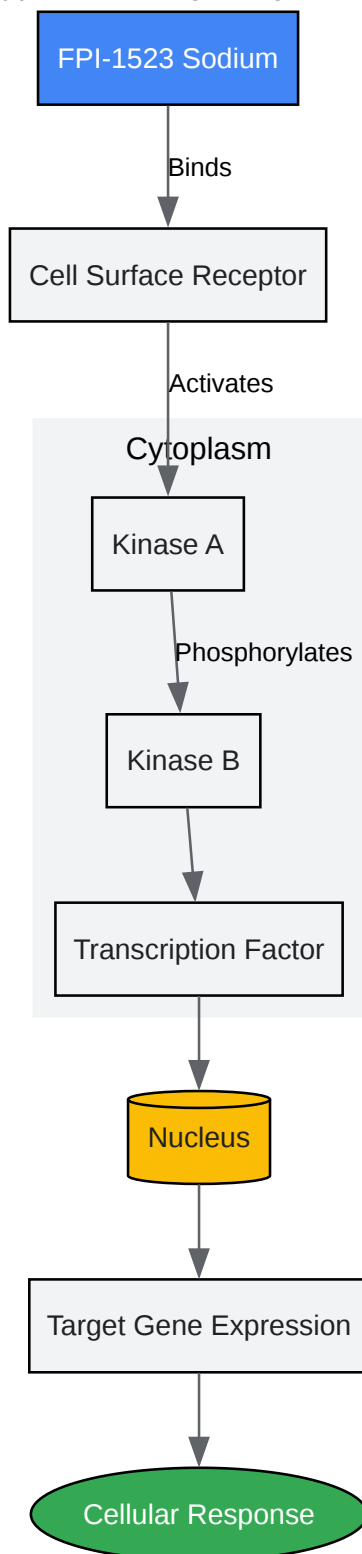 FPI-1523 Sodium
Binds
Cell Surface Receptor
Activates
Cytoplasm
Kinase A
Phosphorylates
Kinase B
Transcription Factor
Nucleus
Target Gene Expression
Cellular Response